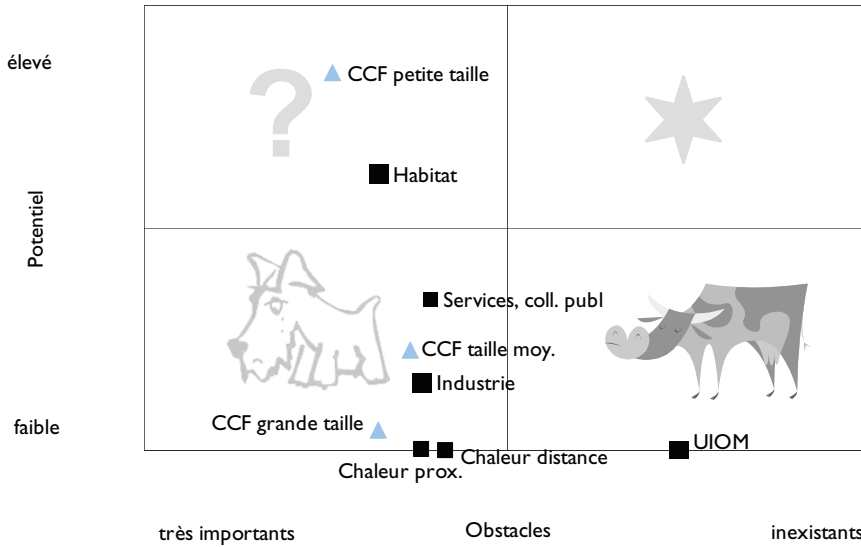 élevé
CCF petite taille
?
Habitat
Potentiel
Services, coll. publ
CCF taille moy.
Industrie
CCF grande taille
faible
UIOM
Chaleur distance
Chaleur prox.
très importants
Obstacles
inexistants